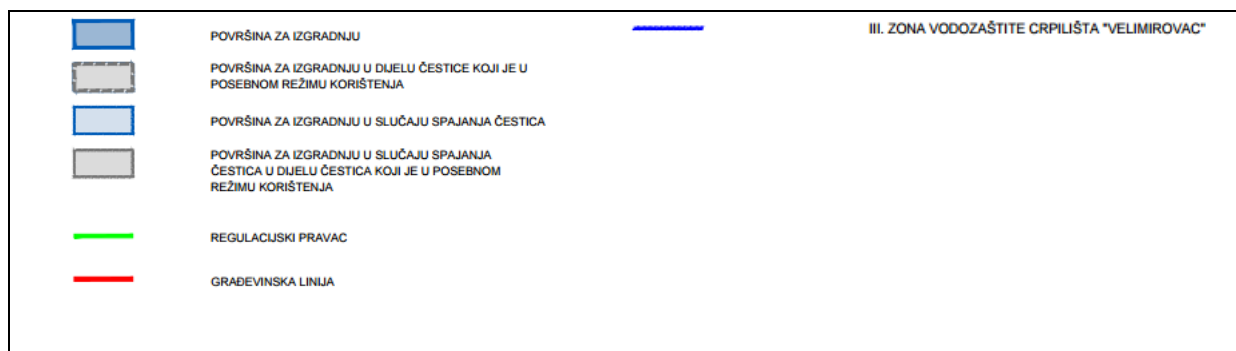 POVRŠINA ZA IZGRADNJU
POVRŠINA ZA IZGRADNJU U DIJELU ČESTICE KOJI JE U
POSEBNOM REŽIMU KORIŠTENJA
POVRŠINA ZA IZGRADNJU U SLUČAJU SPAJANJA ČESTICA
POVRŠINA ZA IZGRADNJU U SLUČAJU SPAJANJA
ČESTICA U DIJELU ČESTICA KOJI JE U POSEBNOM
REŽIMU KORIŠTENJA
REGULACIJSKI PRAVAC
GRAĐEVINSKA LINIJA
III. ZONA VODOZAŠTITE CRPILIŠTA "VELIMIROVAC"